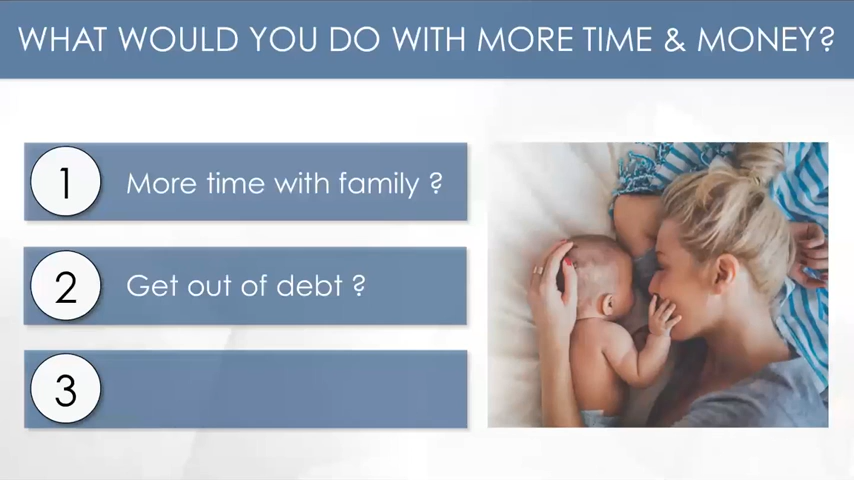 WHAT WOULD YOU DO WITH MORE TIME & MONEY?
1 More time with family ?
2 Get out of debt ?
3